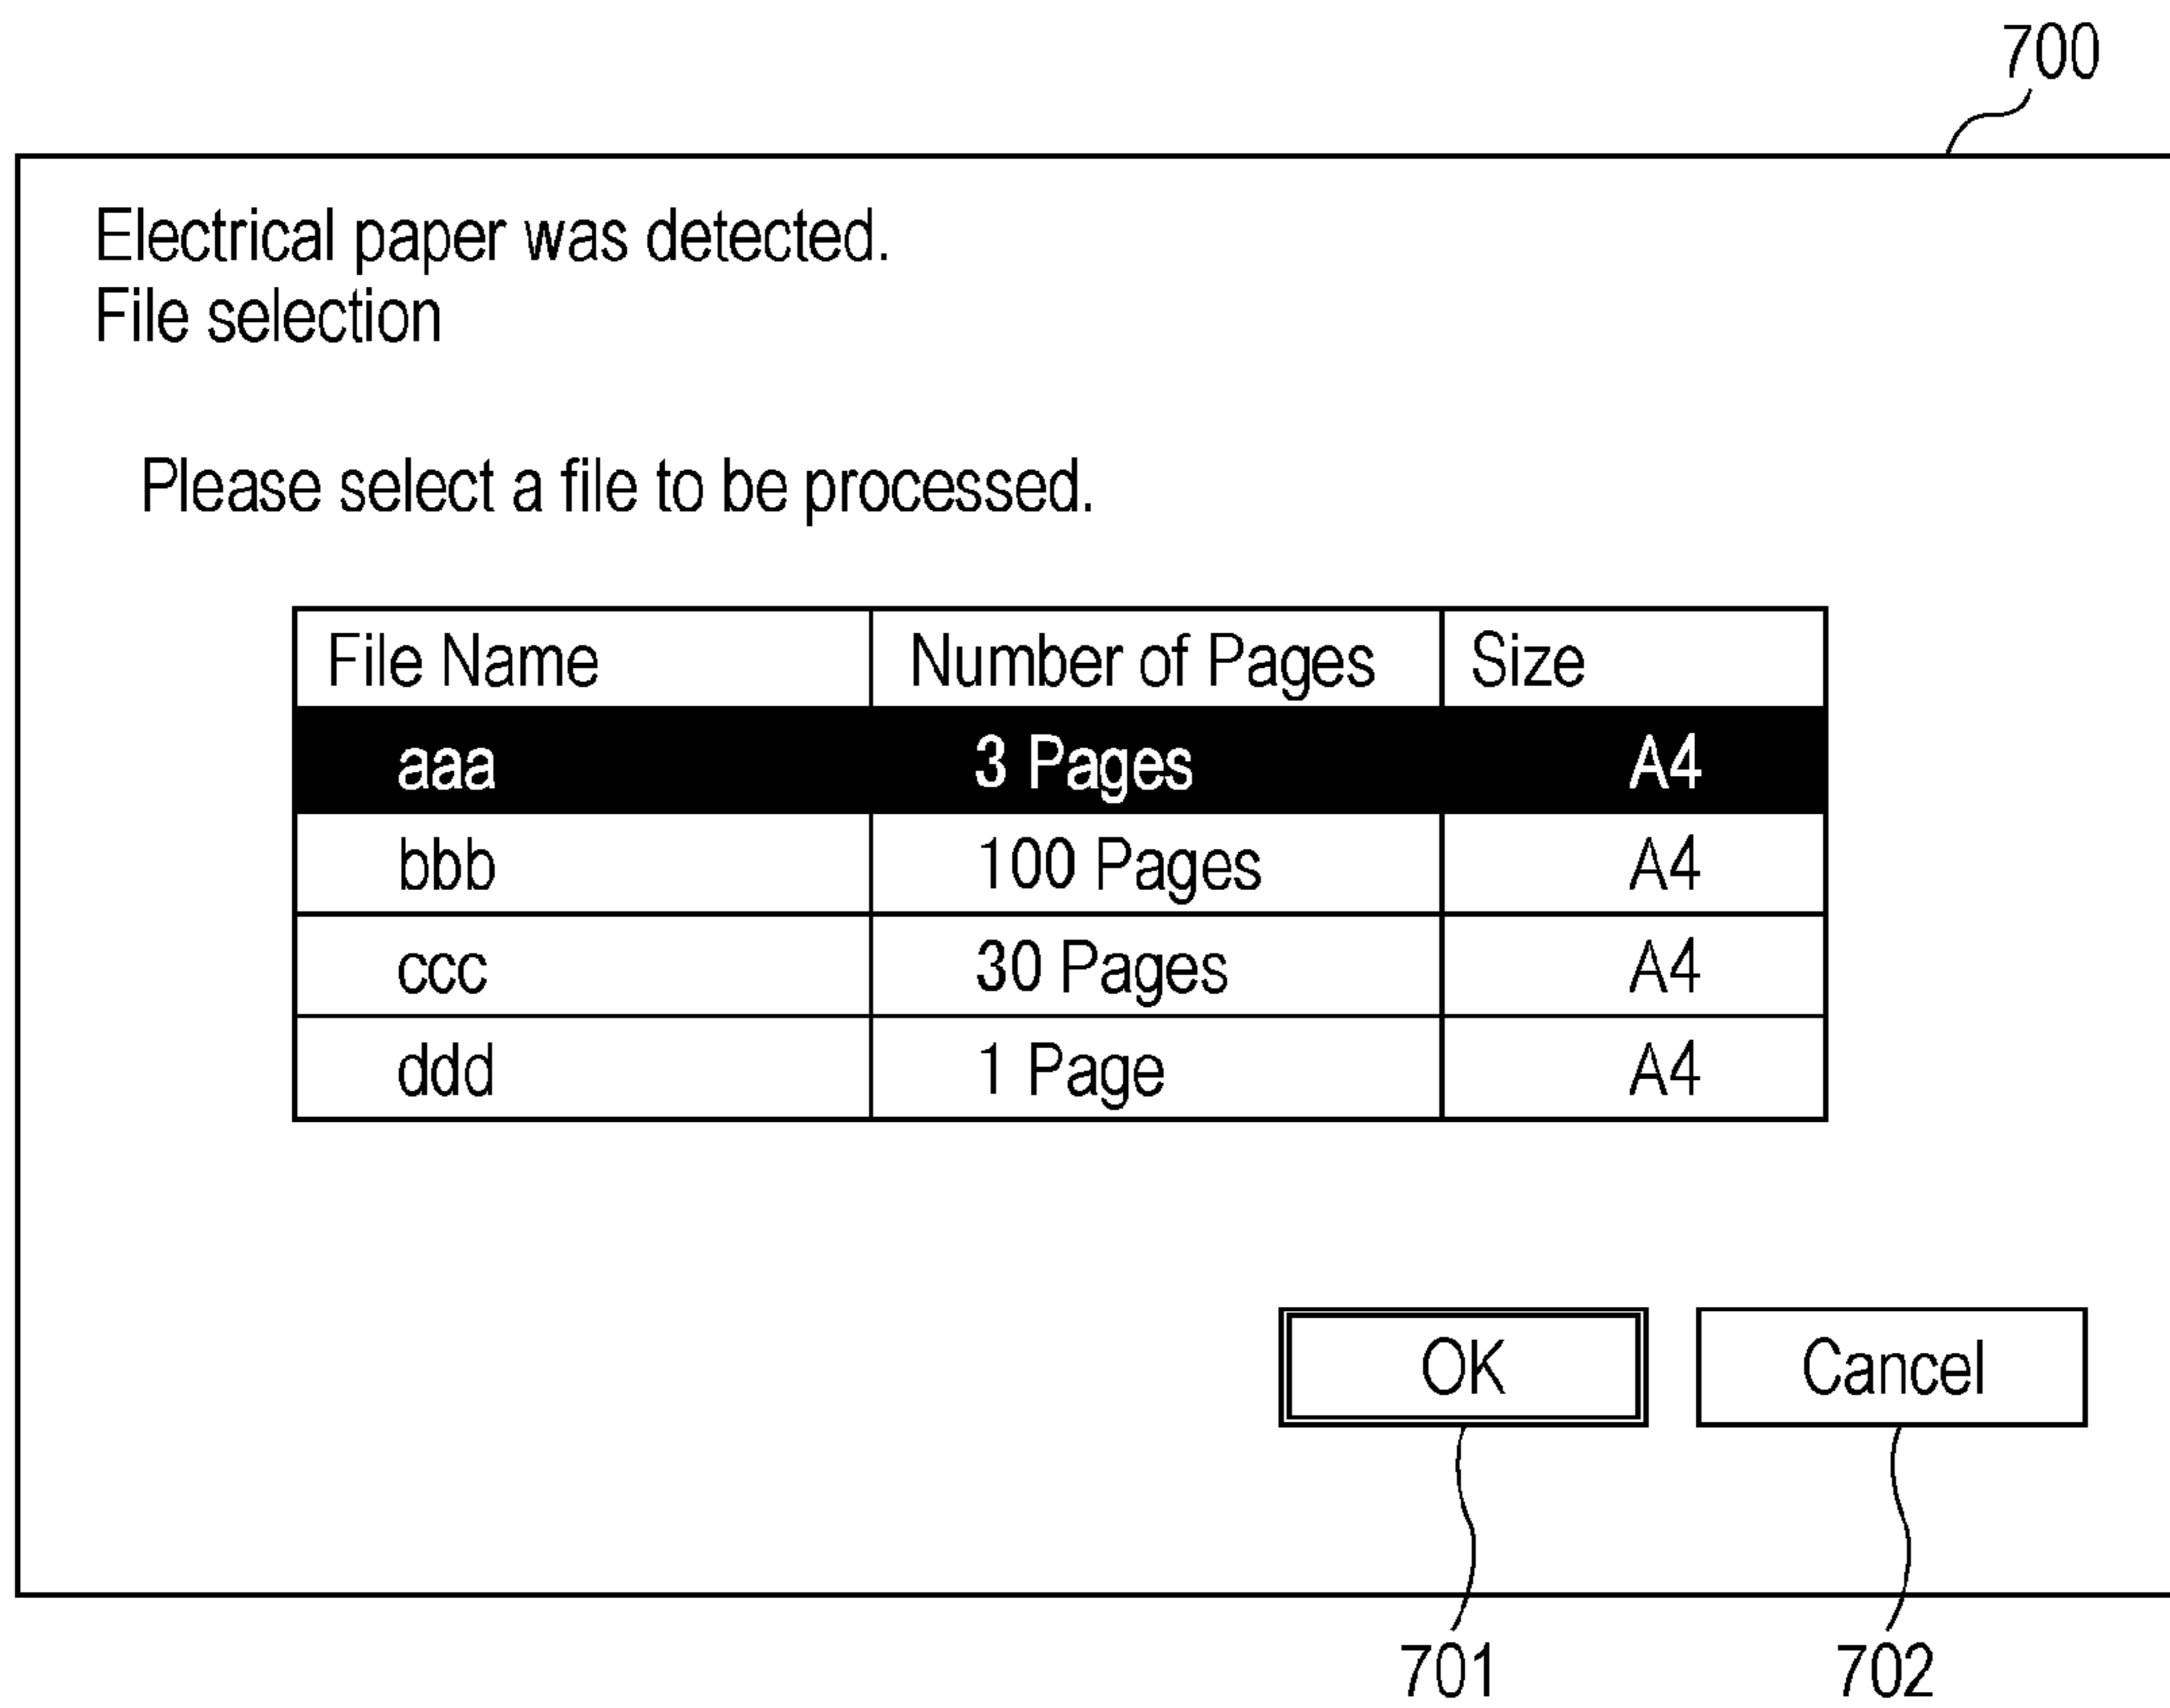 700
Electrical paper was detected.
File selection
Please select a file to be processed.
File Name Number of Pages Size
aaa 3 Pages A4
bbb 100 Pages A4
ccc 30 Pages A4
ddd 1 Page A4
OK Cancel
701 702